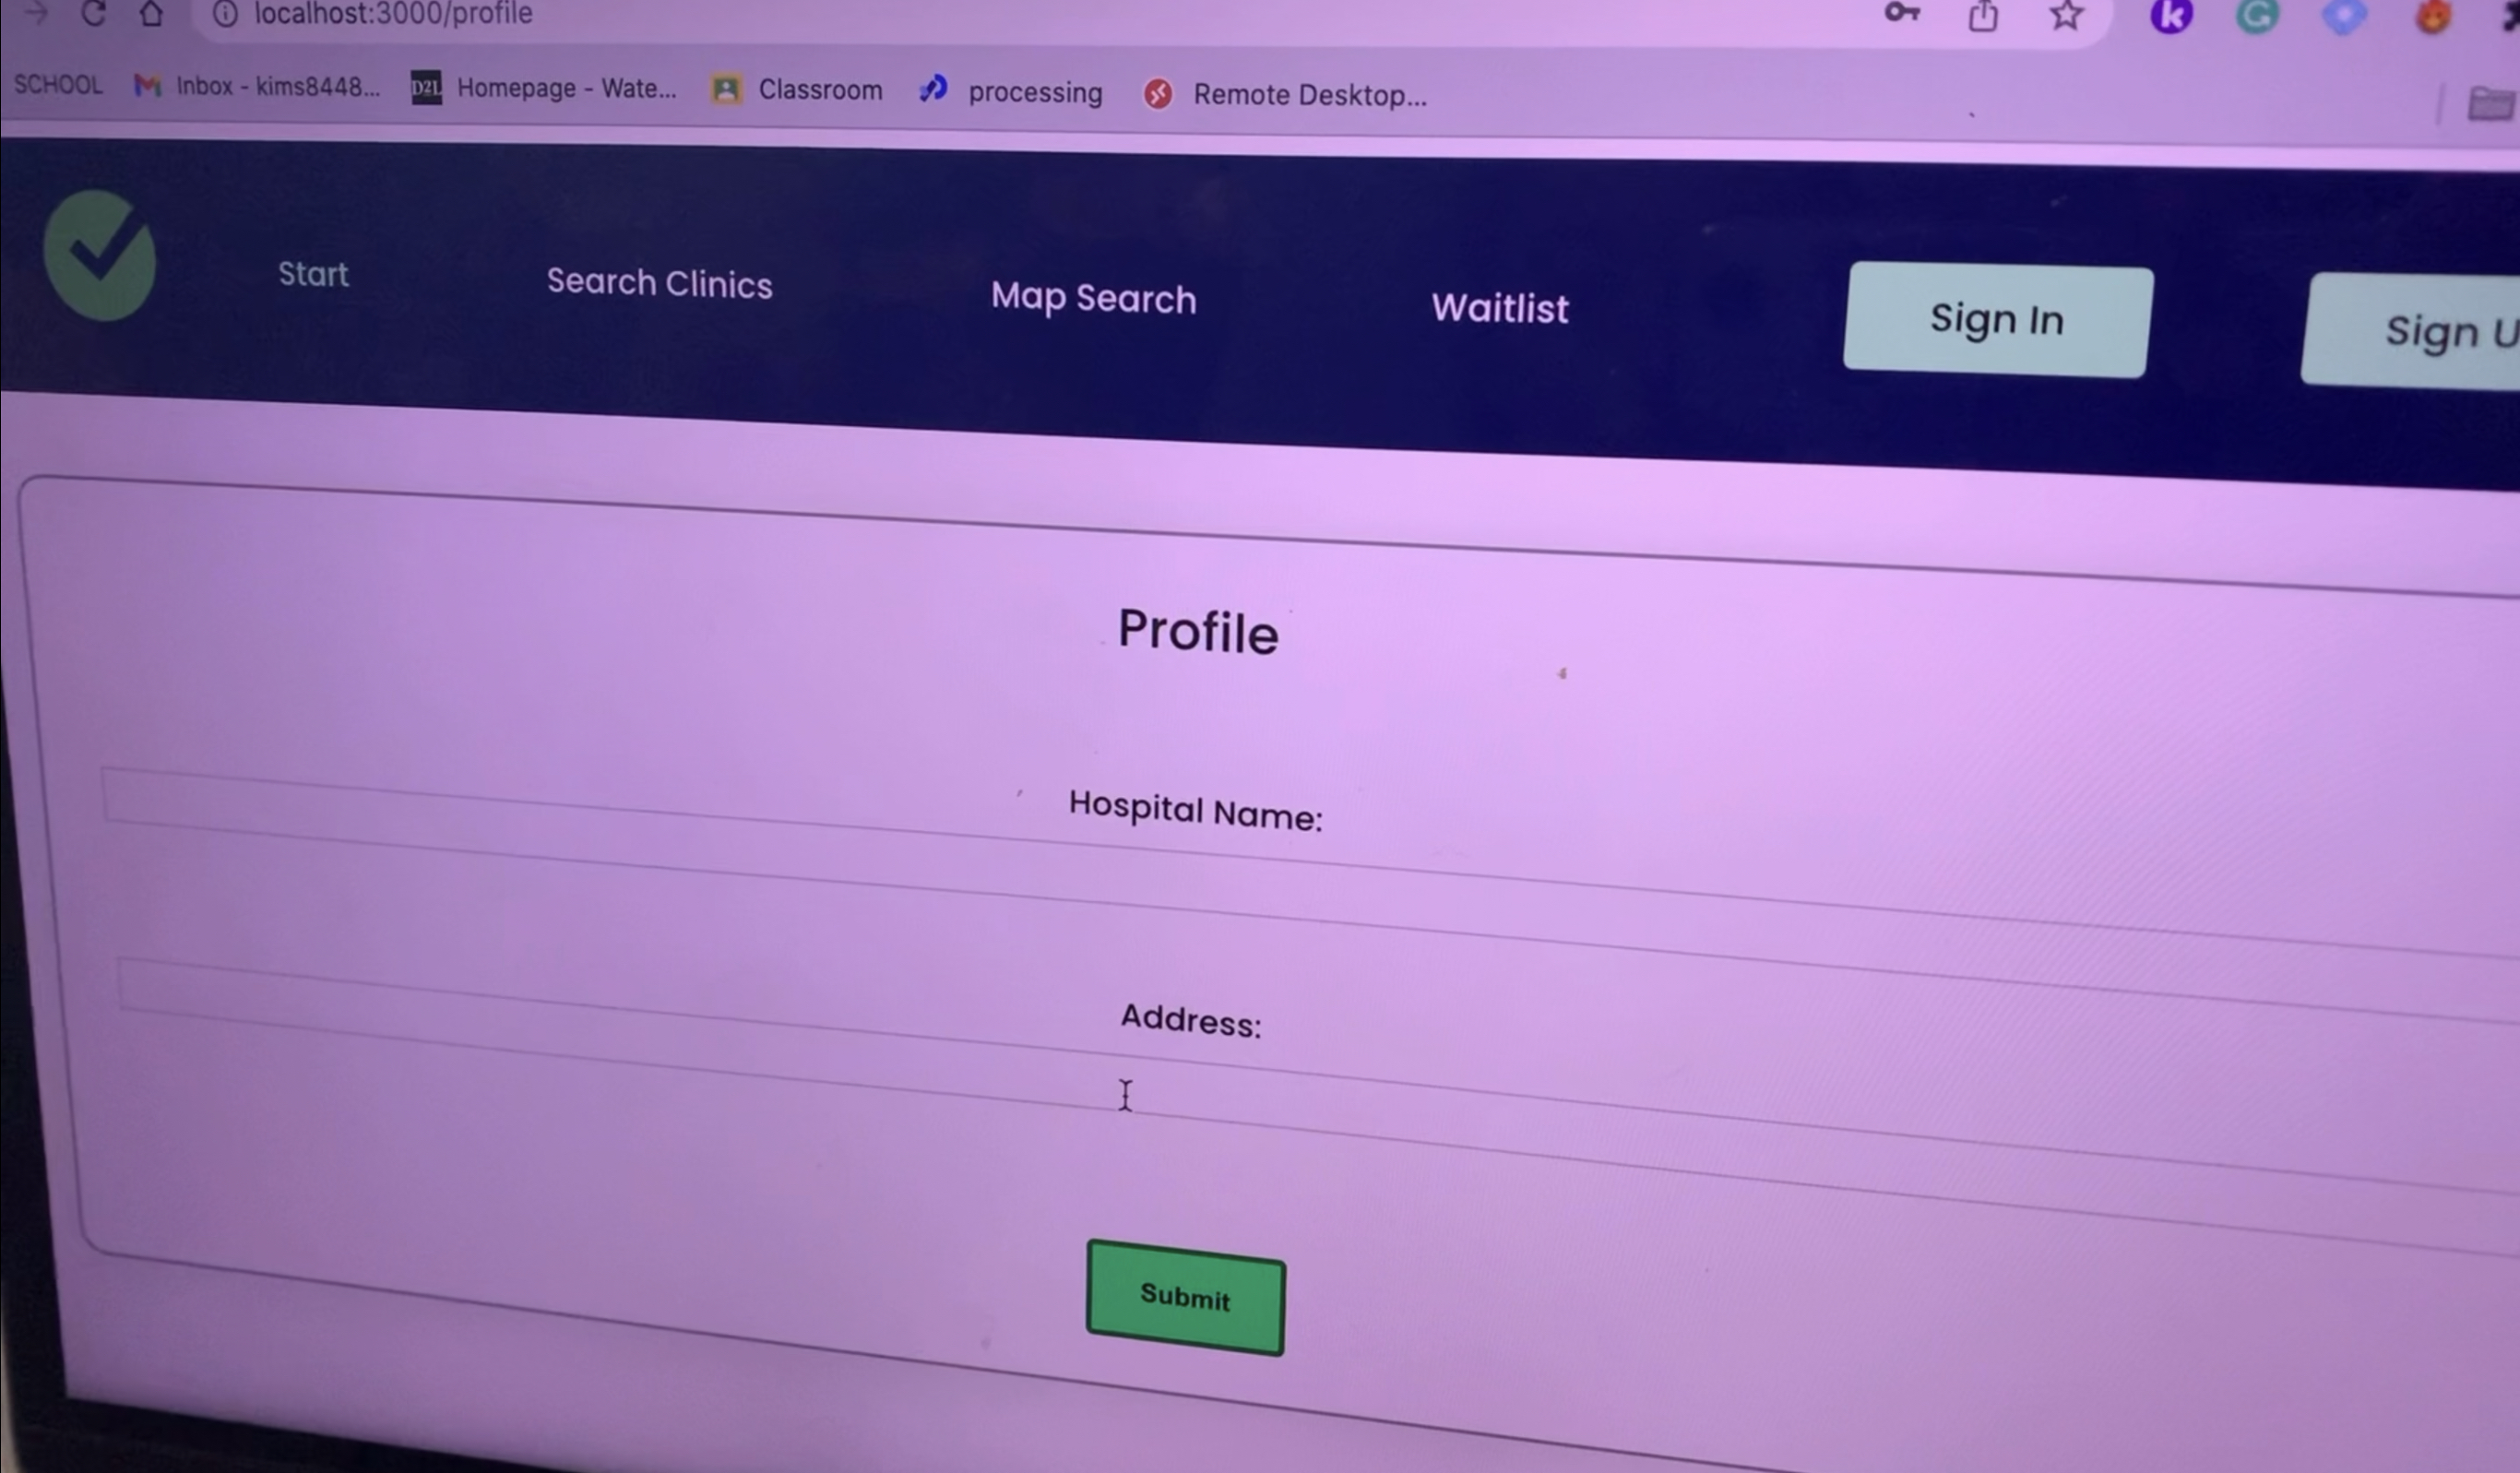 localhost:3000/profile
SCHOOL Inbox - kims8448... D2L Homepage - Wate... Classroom processing Remote Desktop...
Start Search Clinics Map Search Waitlist Sign In Sign U
Profile
Hospital Name:
Address:
Submit